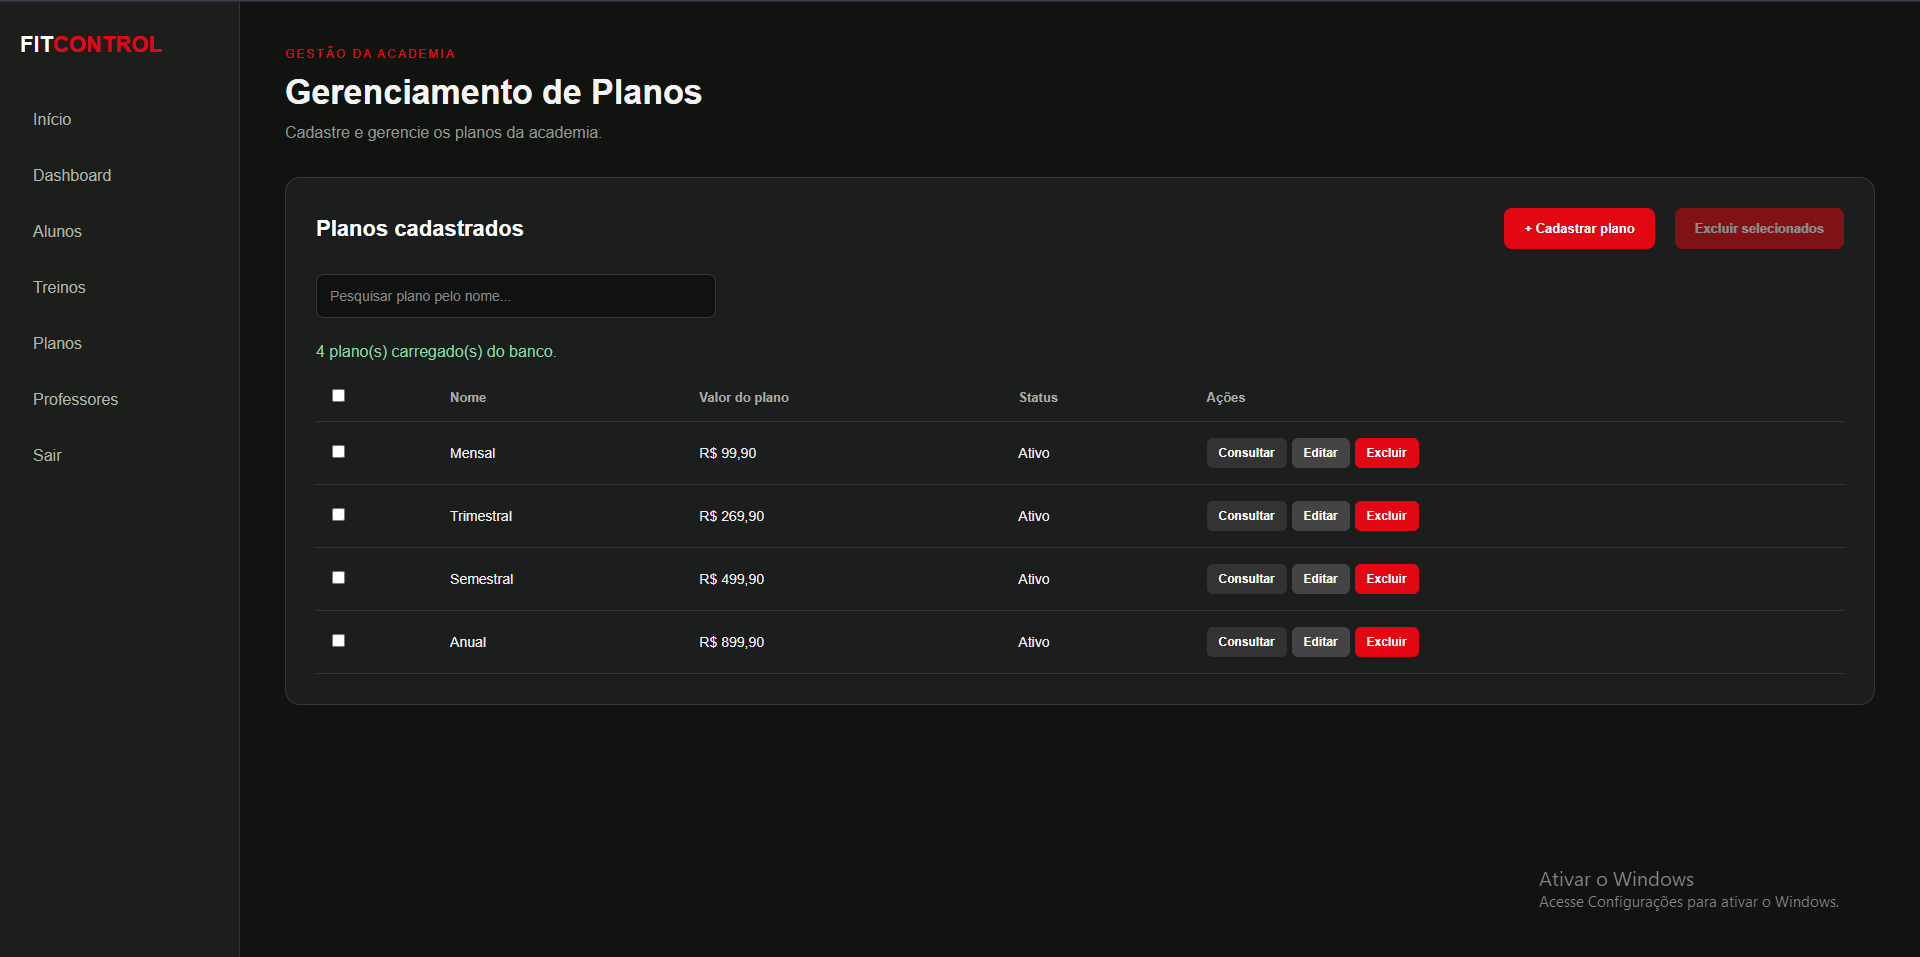 FITCONTROL
Início
Dashboard
Alunos
Treinos
Planos
Professores
Sair
GESTÃO DA ACADEMIA
Gerenciamento de Planos
Cadastre e gerencie os planos da academia.
Planos cadastrados
+ Cadastrar plano
Excluir selecionados
Pesquisar plano pelo nome...
4 plano(s) carregado(s) do banco.
Nome Valor do plano Status Ações
Mensal R$ 99,90 Ativo Consultar Editar Excluir
Trimestral R$ 269,90 Ativo Consultar Editar Excluir
Semestral R$ 499,90 Ativo Consultar Editar Excluir
Anual R$ 899,90 Ativo Consultar Editar Excluir
Ativar o Windows
Acesse Configurações para ativar o Windows.